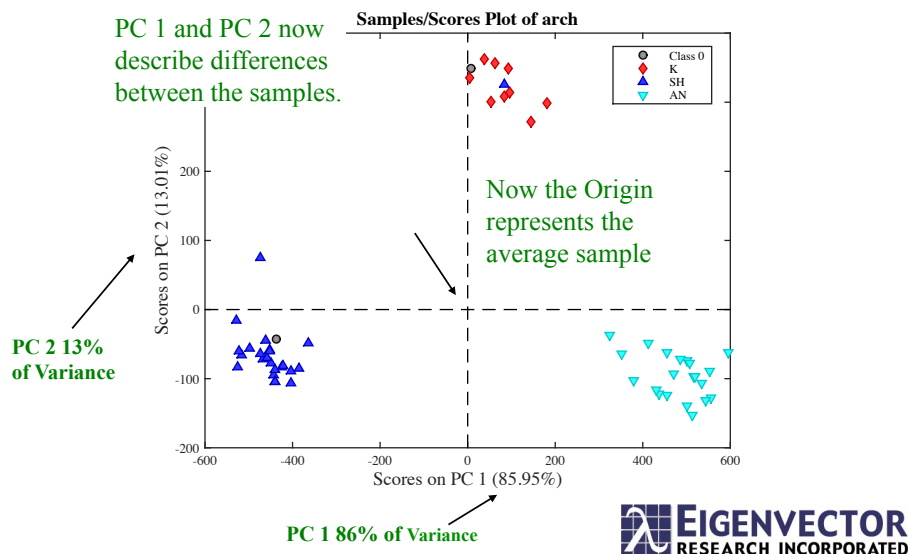 Samples/Scores Plot of arch
PC 1 and PC 2 now
describe differences
between the samples.
Class 0
K
SH
AN
Now the Origin
represents the
average sample
Scores on PC 2 (13.01%)
200
100
0
-100
-200
PC 2 13%
of Variance
-600
-400
-200
0
200
400
600
Scores on PC 1 (85.95%)
PC 1 86% of Variance
EIGENVECTOR
RESEARCH INCORPORATED